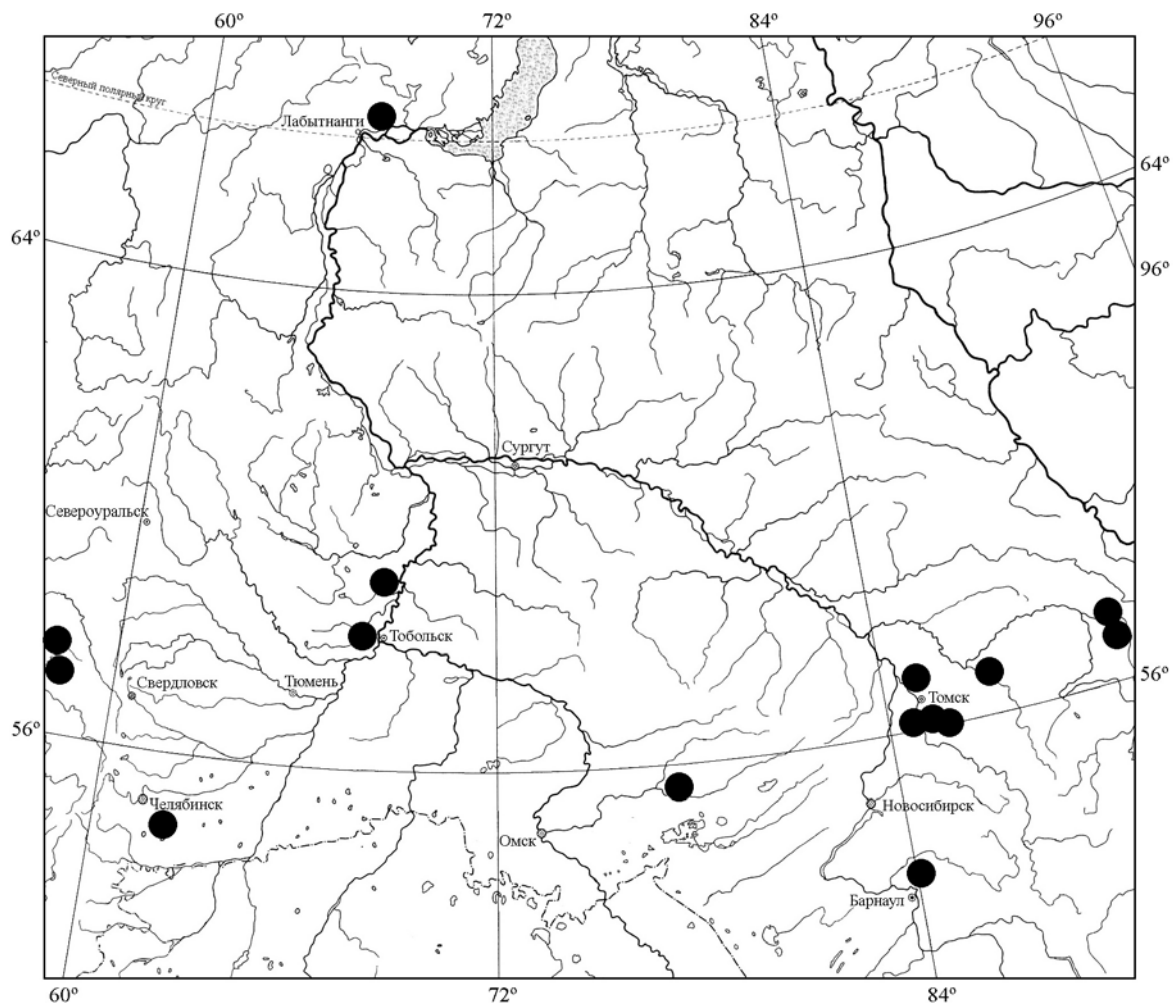 60º
72º
84º
96º
Северный полярный круг
Лабытнанги
64º
64º
96º
Сургут
Североуральск
Тобольск
Свердловск
Тюмень
Томск
56º
56º
Челябинск
Новосибирск
Омск
Барнаул
60º
72º
84º